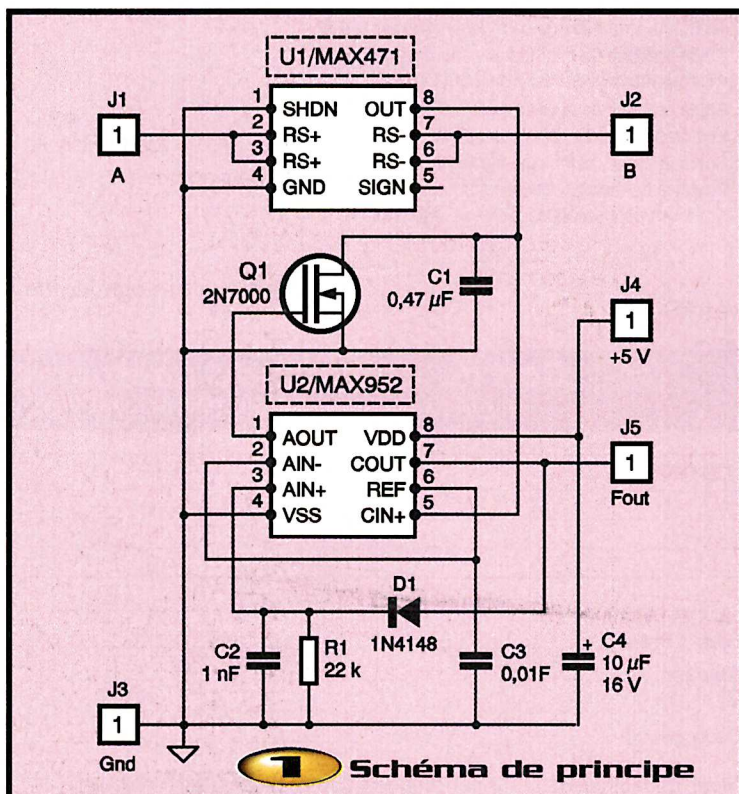 U1/MAX471
J1
1
A
1 SHDN OUT 8
2 RS+ RS- 7
3 RS+ RS- 6
4 GND SIGN 5
J2
1
B
Q1
2N7000
C1
0,47 µF
J4
1
+5 V
U2/MAX952
1 AOUT VDD 8
2 AIN- COUT 7
3 AIN+ REF 6
4 VSS CIN+ 5
J5
1
Fout
D1
1N4148
C2
1 nF
R1
22 k
C3
0,01F
+ C4
10 µF
16 V
J3
1
Gnd
1 Schéma de principe